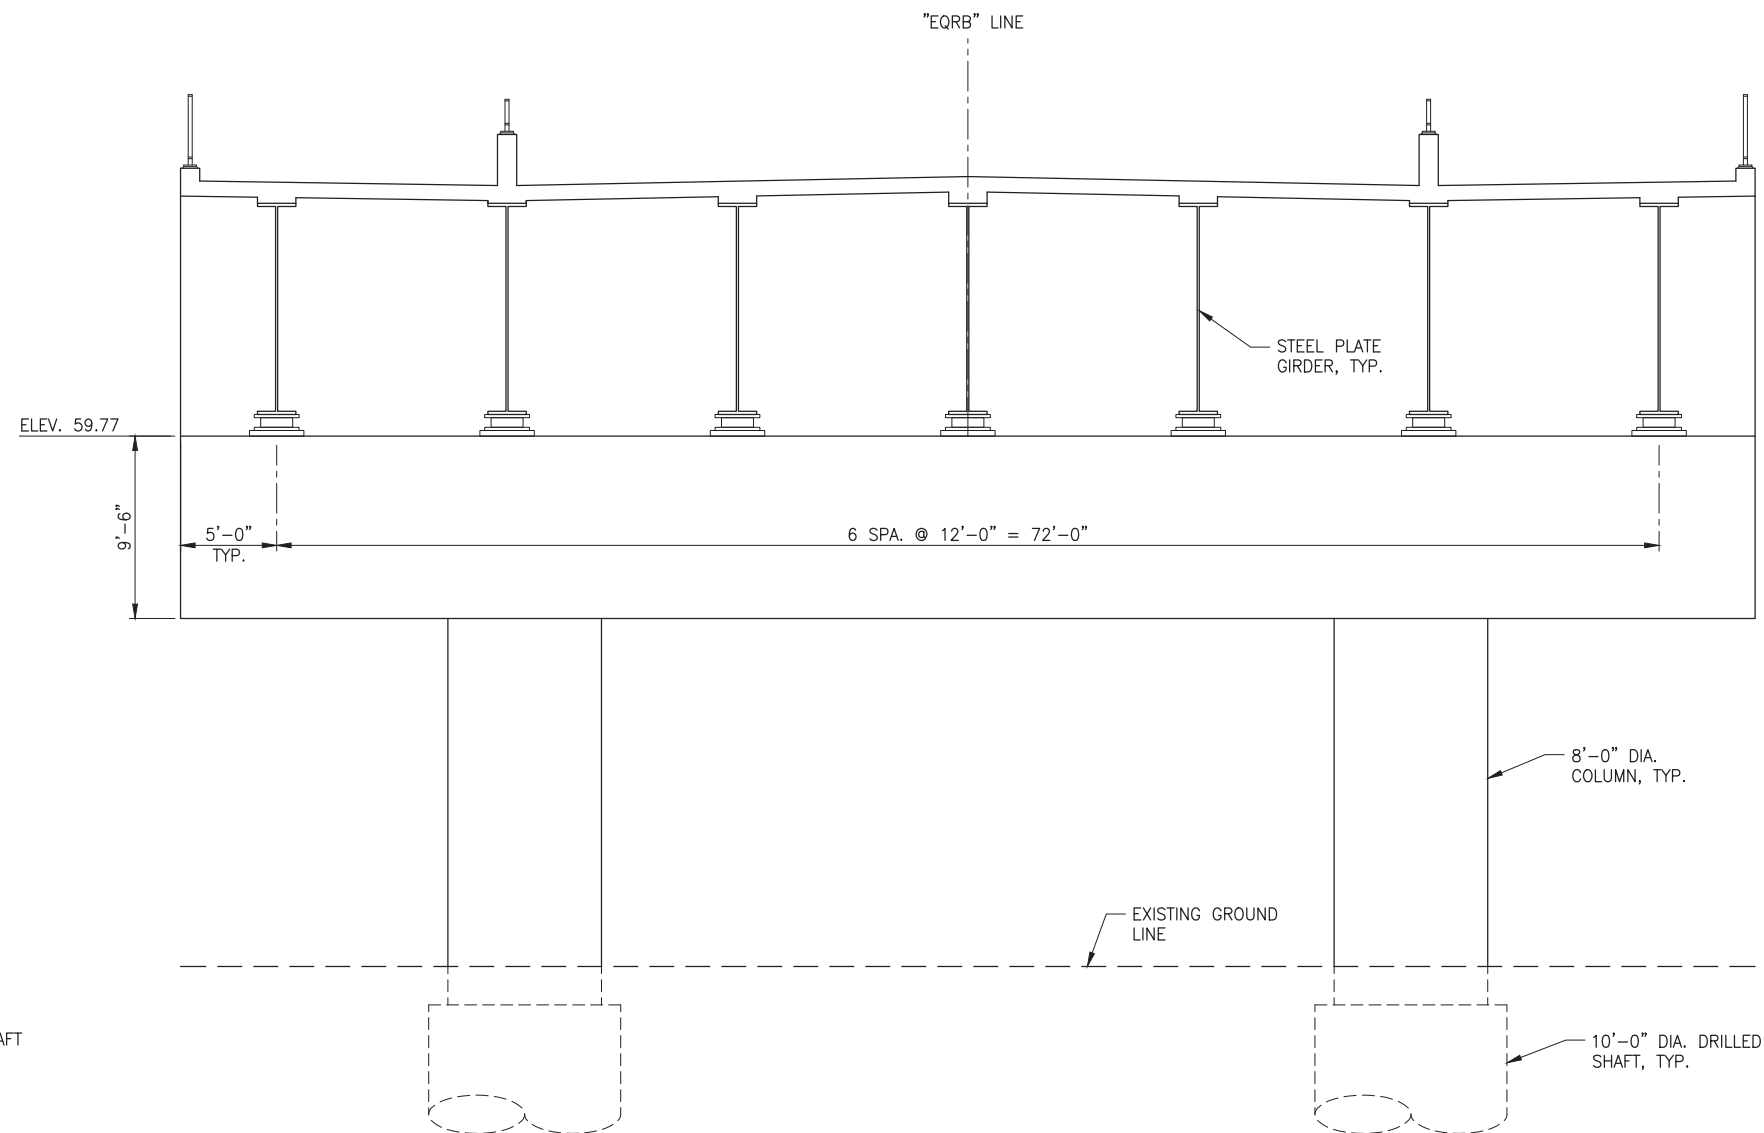 "EQRB" LINE
STEEL PLATE
GIRDER, TYP.
ELEV. 59.77
9'-6"
5'-0"
TYP.
6 SPA. @ 12'-0" = 72'-0"
8'-0" DIA.
COLUMN, TYP.
EXISTING GROUND
LINE
10'-0" DIA. DRILLED
SHAFT, TYP.